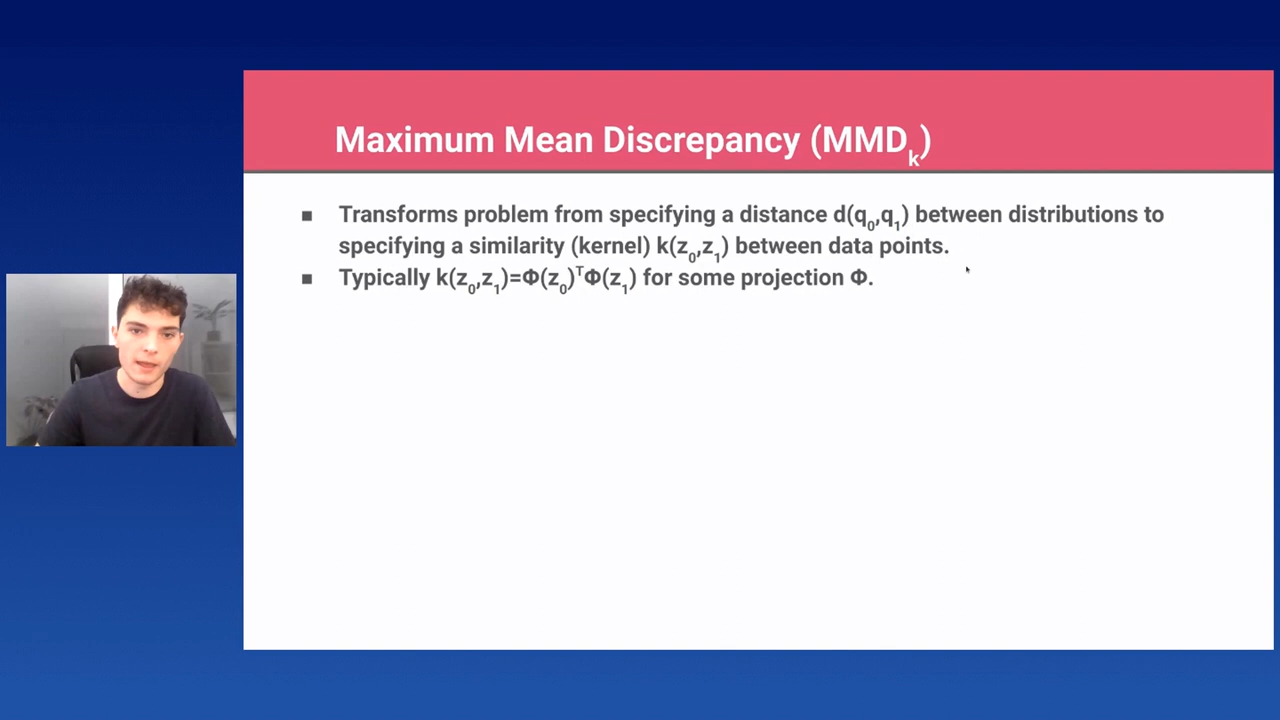 Maximum Mean Discrepancy (MMDₖ)
■ Transforms problem from specifying a distance d(q₀,q₁) between distributions to
specifying a similarity (kernel) k(z₀,z₁) between data points.
■ Typically k(z₀,z₁)=Φ(z₀)ᵀΦ(z₁) for some projection Φ.